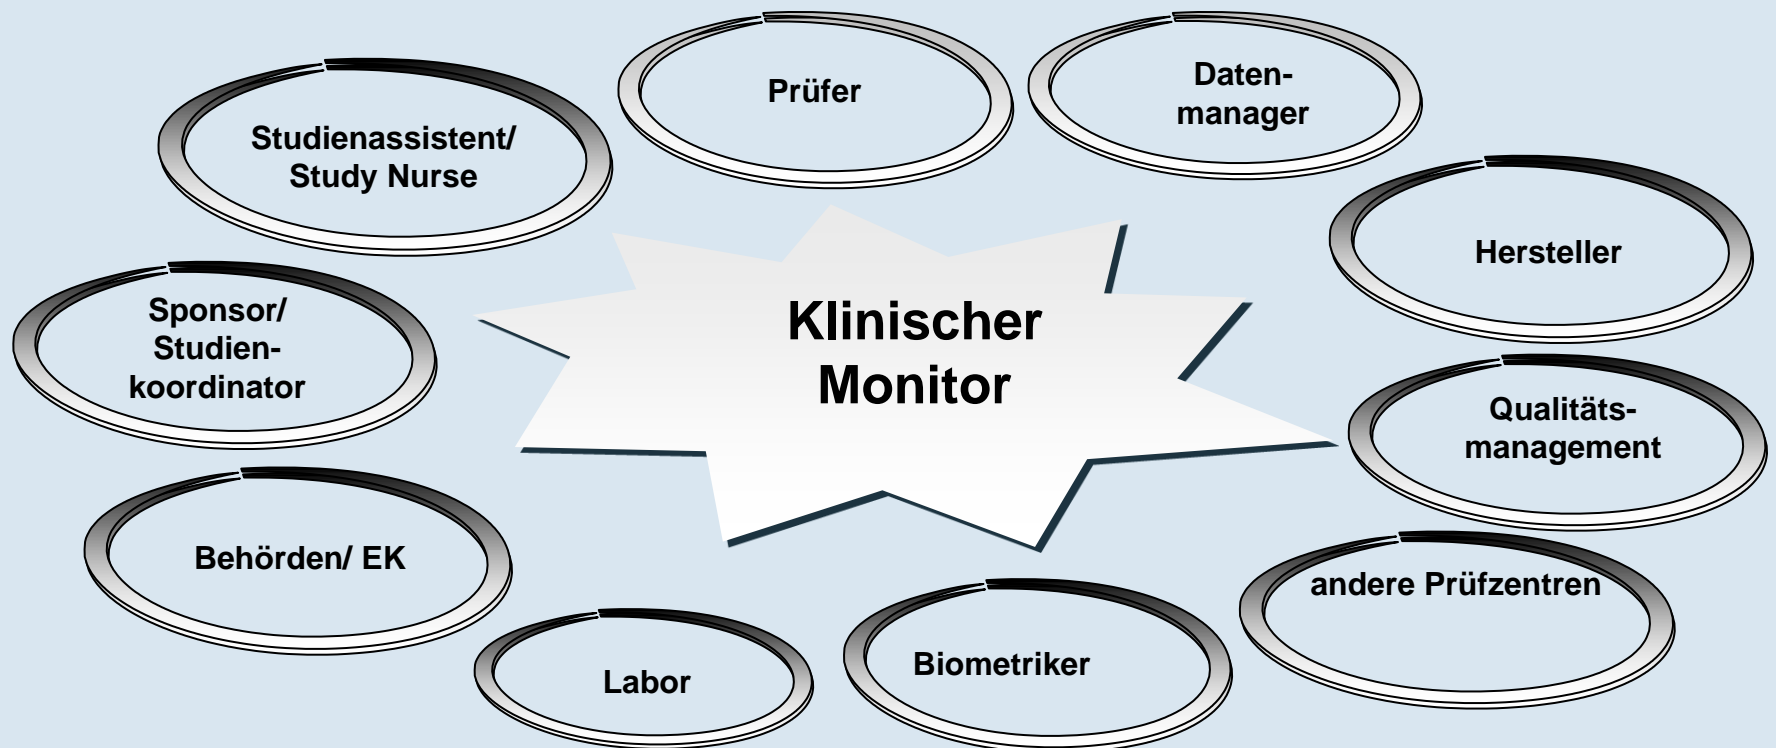 Prüfer
Daten-
manager
Studienassistent/
Study Nurse
Hersteller
Sponsor/
Studien-
koordinator
Klinischer
Monitor
Qualitäts-
management
Behörden/ EK
andere Prüfzentren
Labor
Biometriker